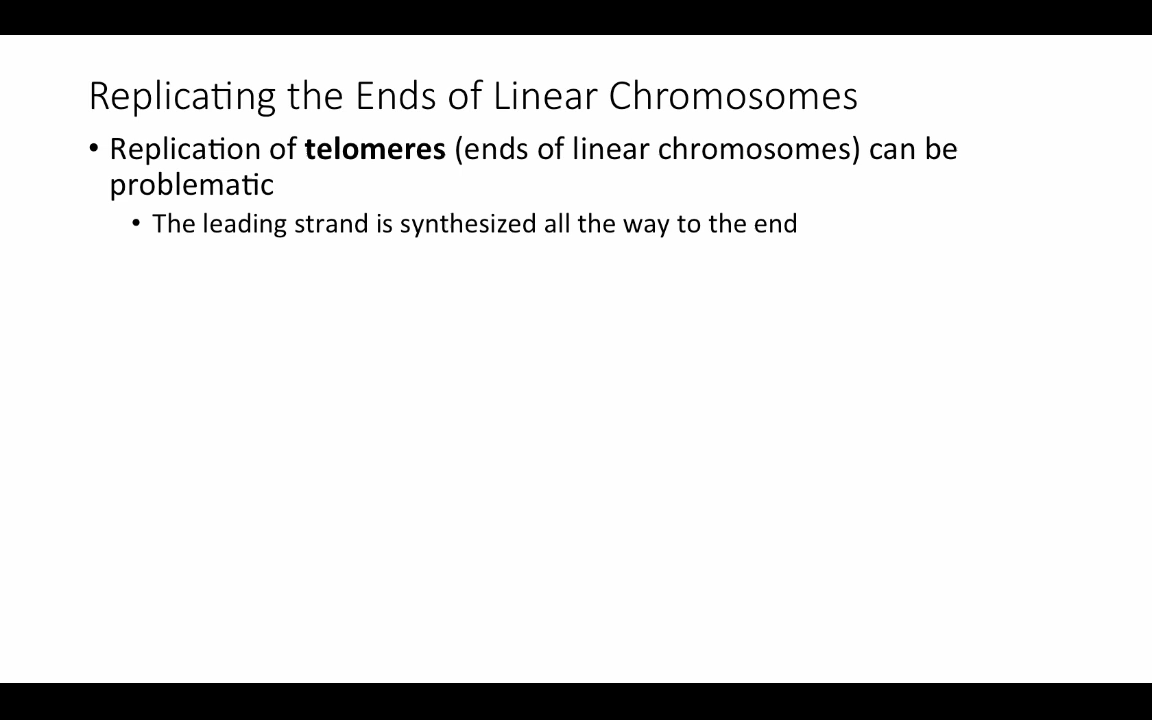 Replicating the Ends of Linear Chromosomes
• Replication of telomeres (ends of linear chromosomes) can be
problematic
• The leading strand is synthesized all the way to the end